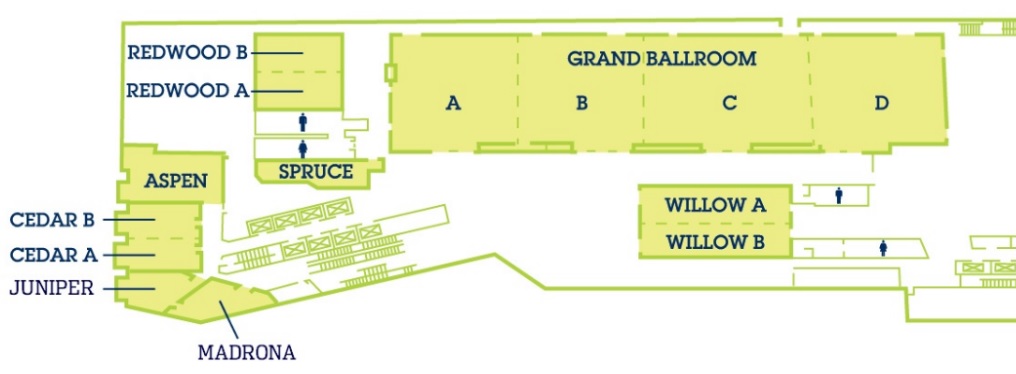 REDWOOD B
GRAND BALLROOM
REDWOOD A
A B C D
SPRUCE
ASPEN
WILLOW A
CEDAR B
WILLOW B
CEDAR A
JUNIPER
MADRONA